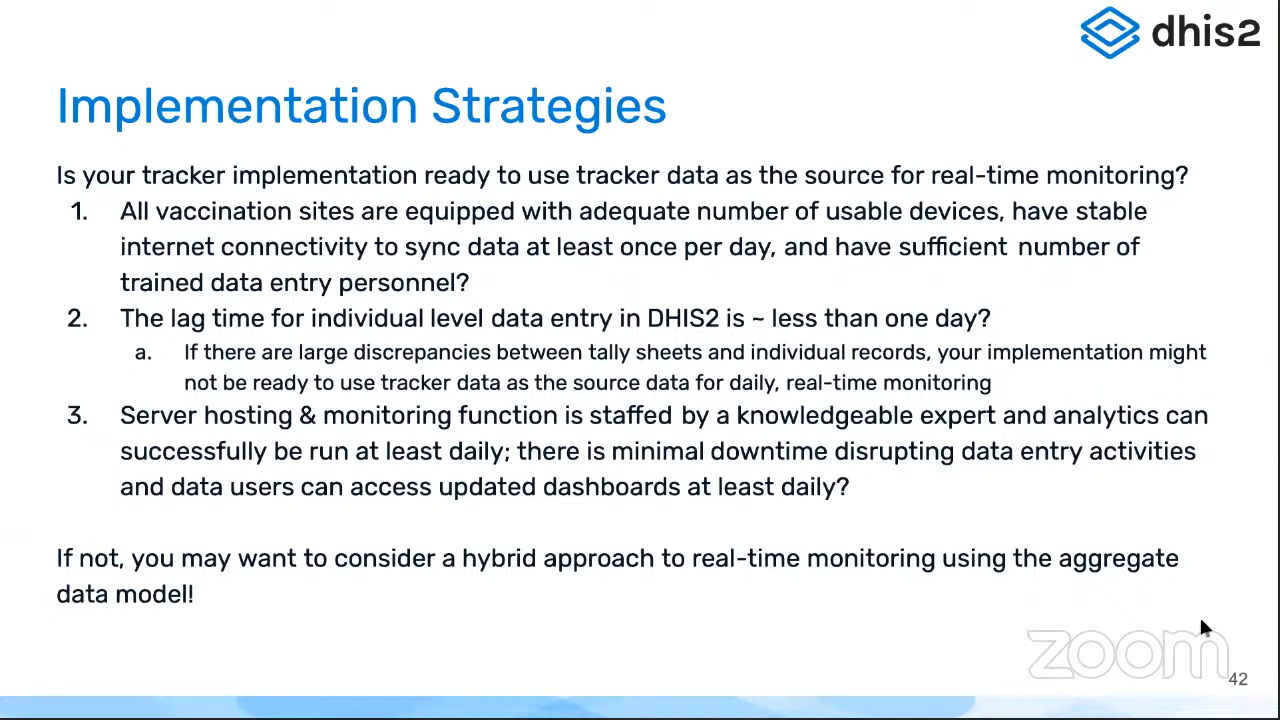 dhis2
Implementation Strategies
Is your tracker implementation ready to use tracker data as the source for real-time monitoring?
1. All vaccination sites are equipped with adequate number of usable devices, have stable
internet connectivity to sync data at least once per day, and have sufficient number of
trained data entry personnel?
2. The lag time for individual level data entry in DHIS2 is ~ less than one day?
a. If there are large discrepancies between tally sheets and individual records, your implementation might
not be ready to use tracker data as the source data for daily, real-time monitoring
3. Server hosting & monitoring function is staffed by a knowledgeable expert and analytics can
successfully be run at least daily; there is minimal downtime disrupting data entry activities
and data users can access updated dashboards at least daily?
If not, you may want to consider a hybrid approach to real-time monitoring using the aggregate
data model!
zoom
42